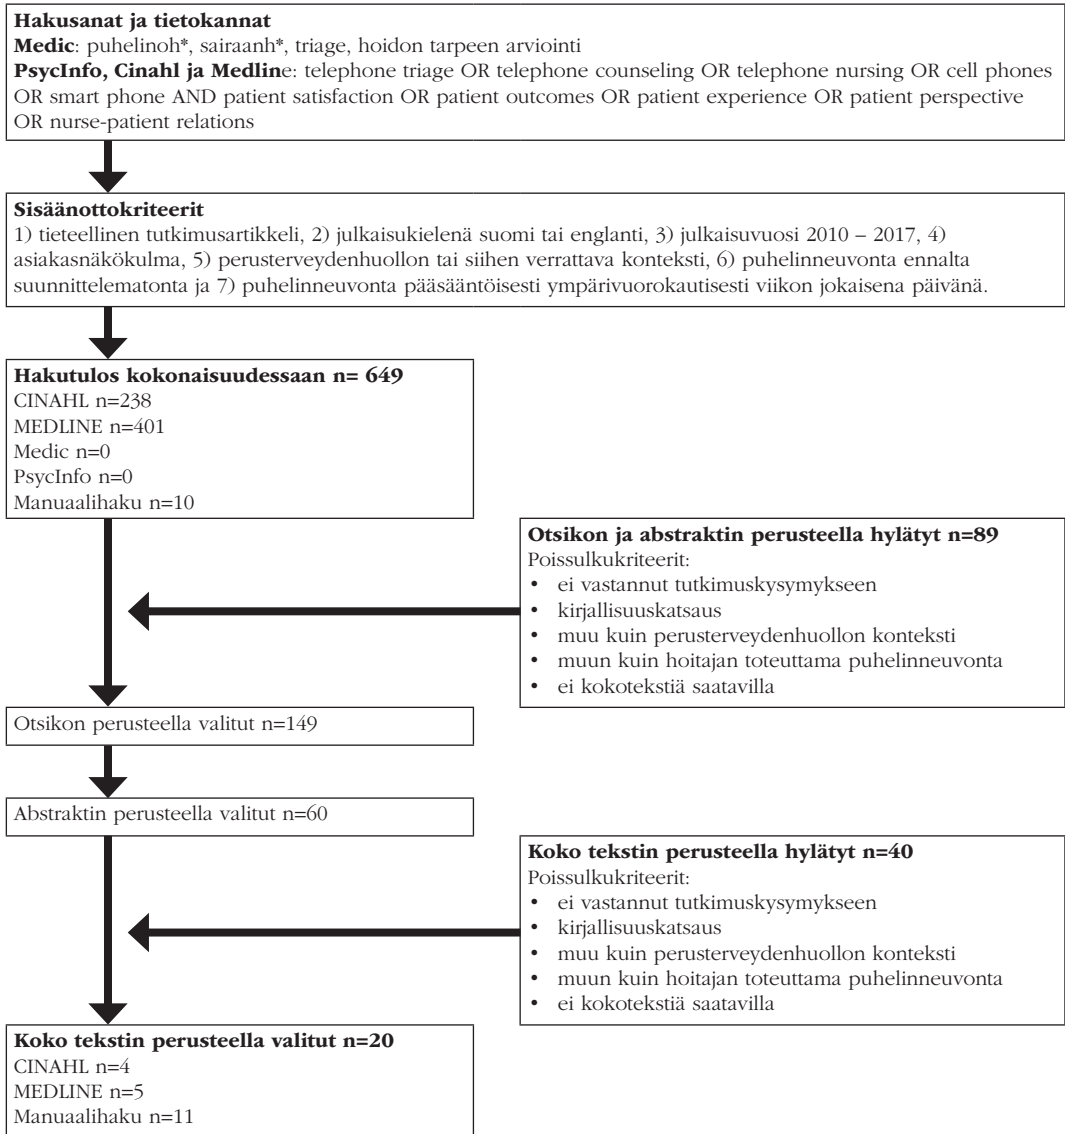 Hakusanat ja tietokannat
Medic: puhelinoh*, sairaanh*, triage, hoidon tarpeen arviointi
PsycInfo, Cinahl ja Medline: telephone triage OR telephone counseling OR telephone nursing OR cell phones
OR smart phone AND patient satisfaction OR patient outcomes OR patient experience OR patient perspective
OR nurse-patient relations
Sisäänottokriteerit
1) tieteellinen tutkimusartikkeli, 2) julkaisukielenä suomi tai englanti, 3) julkaisuvuosi 2010 – 2017, 4)
asiakasnäkökulma, 5) perusterveydenhuollon tai siihen verrattava konteksti, 6) puhelinneuvonta ennalta
suunnittelematonta ja 7) puhelinneuvonta pääsääntöisesti ympärivuorokautisesti viikon jokaisena päivänä.
Hakutulos kokonaisuudessaan n= 649
CINAHL n=238
MEDLINE n=401
Medic n=0
PsycInfo n=0
Manuaalihaku n=10
Otsikon ja abstraktin perusteella hylätyt n=89
Poissulkukriteerit:
• ei vastannut tutkimuskysymykseen
• kirjallisuuskatsaus
• muu kuin perusterveydenhuollon konteksti
• muun kuin hoitajan toteuttama puhelinneuvonta
• ei kokotekstiä saatavilla
Otsikon perusteella valitut n=149
Abstraktin perusteella valitut n=60
Koko tekstin perusteella hylätyt n=40
Poissulkukriteerit:
• ei vastannut tutkimuskysymykseen
• kirjallisuuskatsaus
• muu kuin perusterveydenhuollon konteksti
• muun kuin hoitajan toteuttama puhelinneuvonta
• ei kokotekstiä saatavilla
Koko tekstin perusteella valitut n=20
CINAHL n=4
MEDLINE n=5
Manuaalihaku n=11